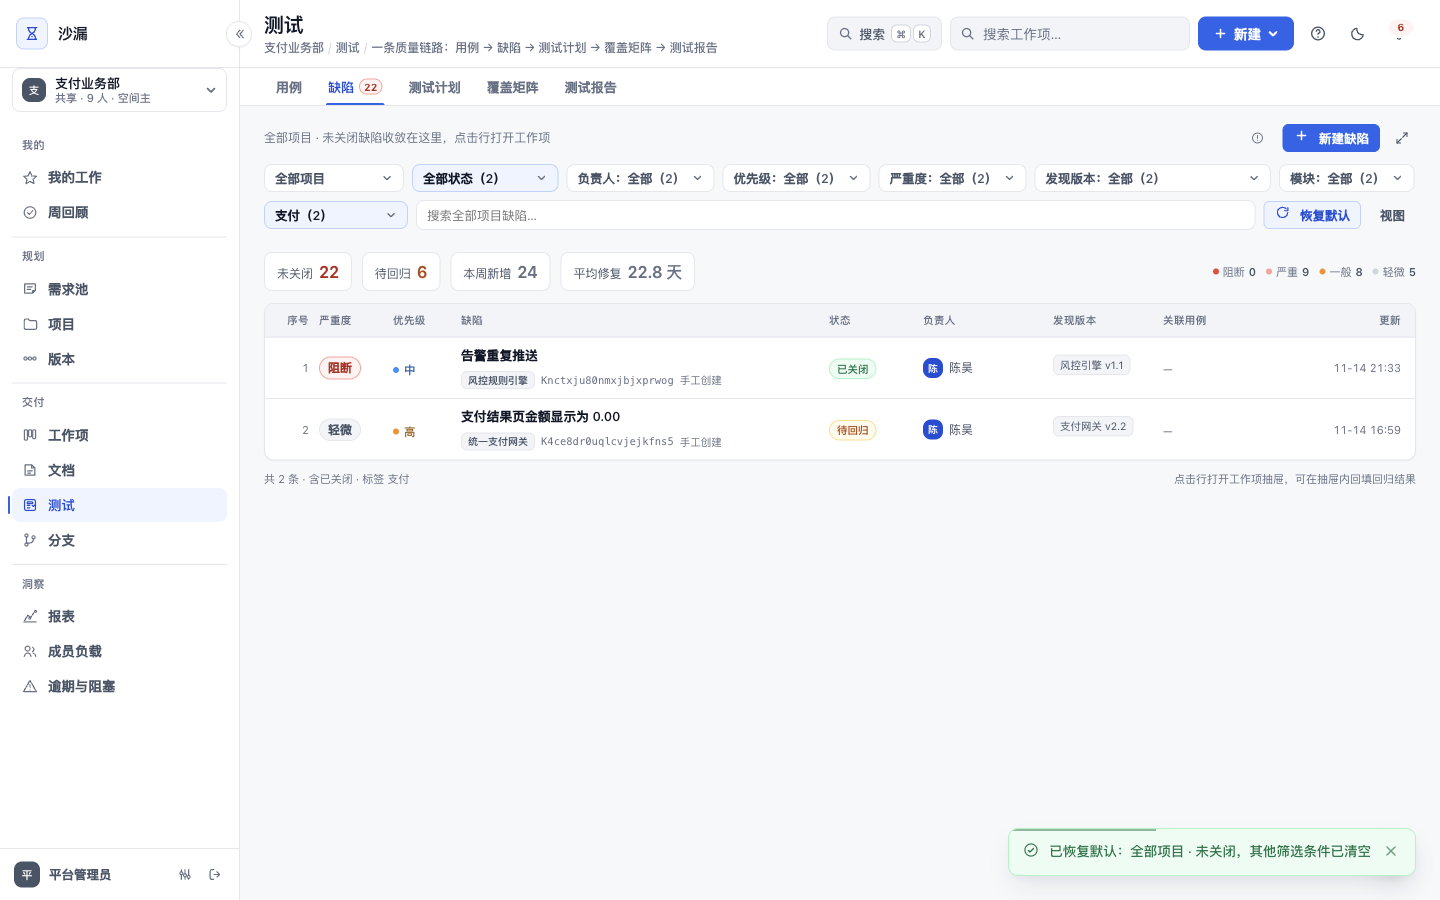 沙漏
支
支付业务部
共享 · 9 人 · 空间主
我的
我的工作
周回顾
规划
需求池
项目
版本
交付
工作项
文档
测试
分支
洞察
报表
成员负载
逾期与阻塞
平
平台管理员
测试
支付业务部 / 测试 / 一条质量链路：用例 → 缺陷 → 测试计划 → 覆盖矩阵 → 测试报告
搜索 ⌘ K
搜索工作项...
新建
6
用例
缺陷 22
测试计划
覆盖矩阵
测试报告
全部项目 · 未关闭缺陷收敛在这里，点击行打开工作项
新建缺陷
全部项目
全部状态（2）
负责人：全部（2）
优先级：全部（2）
严重度：全部（2）
发现版本：全部（2）
模块：全部（2）
支付（2）
搜索全部项目缺陷...
恢复默认
视图
未关闭 22
待回归 6
本周新增 24
平均修复 22.8 天
阻断 0 严重 9 一般 8 轻微 5
序号 严重度 优先级 缺陷 状态 负责人 发现版本 关联用例 更新
1 阻断 中 告警重复推送 已关闭 陈 陈昊 风控引擎 v1.1 — 11-14 21:33
风控规则引擎 Knctxju80nmxjbjxprwog 手工创建
2 轻微 高 支付结果页金额显示为 0.00 待回归 陈 陈昊 支付网关 v2.2 — 11-14 16:59
统一支付网关 K4ce8dr0uqlcvjejkfns5 手工创建
共 2 条 · 含已关闭 · 标签 支付
点击行打开工作项抽屉，可在抽屉内回填回归结果
已恢复默认：全部项目 · 未关闭，其他筛选条件已清空